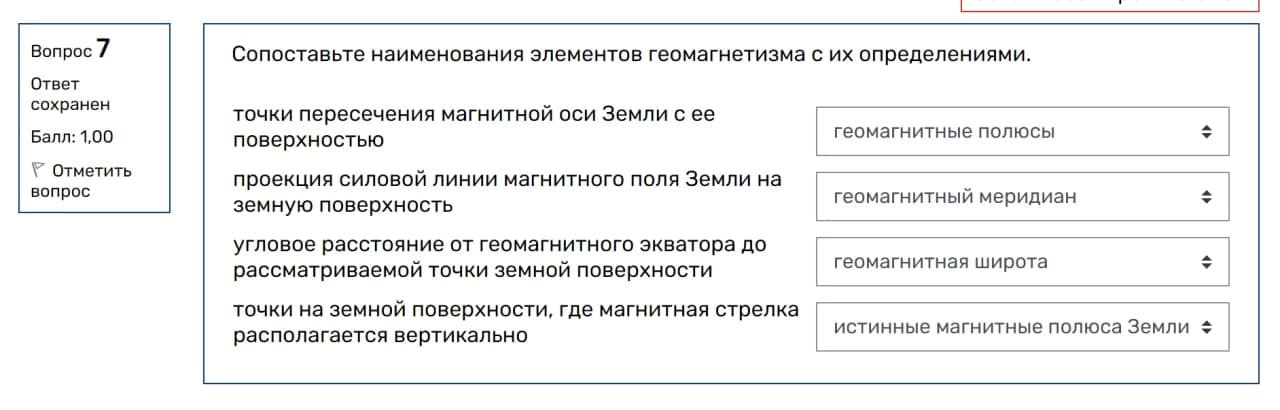 Вопрос 7
Ответ
сохранен
Балл: 1,00
Отметить
вопрос
Сопоставьте наименования элементов геомагнетизма с их определениями.
точки пересечения магнитной оси Земли с ее
поверхностью
геомагнитные полюсы
проекция силовой линии магнитного поля Земли на
земную поверхность
геомагнитный меридиан
угловое расстояние от геомагнитного экватора до
рассматриваемой точки земной поверхности
геомагнитная широта
точки на земной поверхности, где магнитная стрелка
располагается вертикально
истинные магнитные полюса Земли